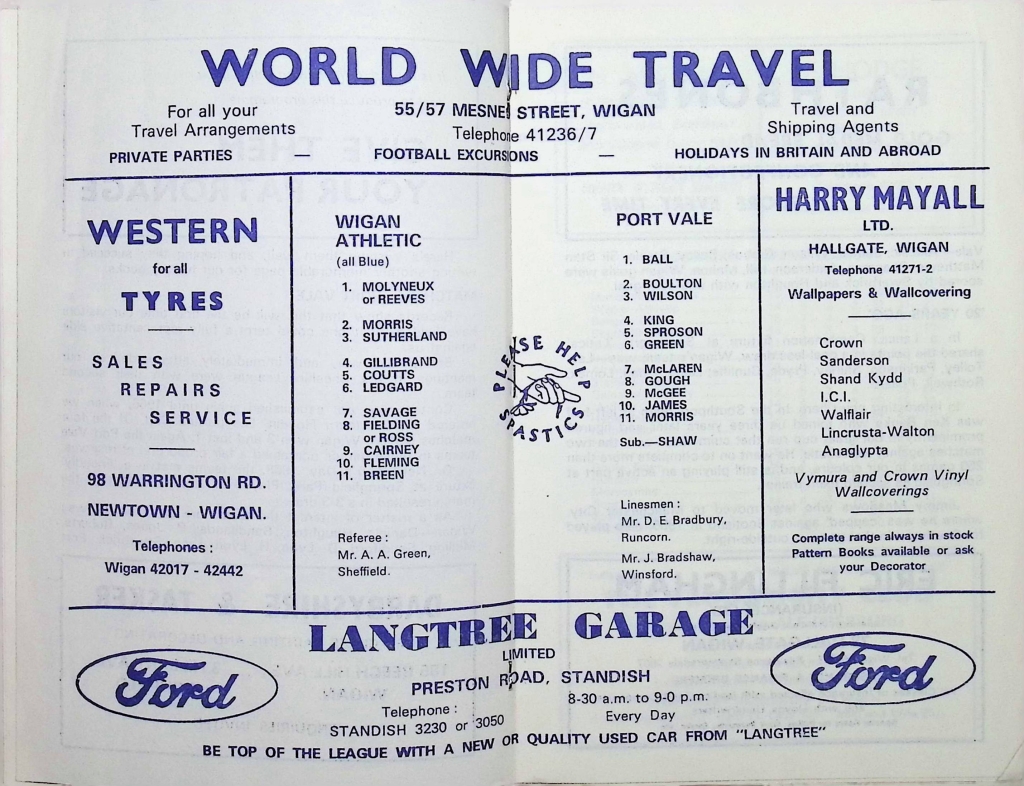 WORLD WIDE TRAVEL
For all your
Travel Arrangements
55/57 MESNE STREET, WIGAN
Telephone 41236/7
Travel and
Shipping Agents
PRIVATE PARTIES — FOOTBALL EXCURSIONS — HOLIDAYS IN BRITAIN AND ABROAD
WESTERN
for all
TYRES
SALES
REPAIRS
SERVICE
98 WARRINGTON RD.
NEWTOWN - WIGAN.
Telephones :
Wigan 42017 - 42442
WIGAN
ATHLETIC
(all Blue)
1. MOLYNEUX
or REEVES
2. MORRIS
3. SUTHERLAND
4. GILLIBRAND
5. COUTTS
6. LEDGARD
7. SAVAGE
8. FIELDING
or ROSS
9. CAIRNEY
10. FLEMING
11. BREEN
Referee :
Mr. A. A. Green,
Sheffield.
PLEASE HELP
SPASTICS
PORT VALE
1. BALL
2. BOULTON
3. WILSON
4. KING
5. SPROSON
6. GREEN
7. McLAREN
8. GOUGH
9. McGEE
10. JAMES
11. MORRIS
Sub.—SHAW
Linesmen :
Mr. D. E. Bradbury,
Runcorn.
Mr. J. Bradshaw,
Winsford.
HARRY MAYALL
LTD.
HALLGATE, WIGAN
Telephone 41271-2
Wallpapers & Wallcovering
Crown
Sanderson
Shand Kydd
I.C.I.
Walflair
Lincrusta-Walton
Anaglypta
Vymura and Crown Vinyl
Wallcoverings
Complete range always in stock
Pattern Books available or ask
your Decorator
LANGTREE GARAGE
LIMITED
PRESTON ROAD, STANDISH
Ford
Telephone :
STANDISH 3230 or 3050
8-30 a.m. to 9-0 p.m.
Every Day
Ford
BE TOP OF THE LEAGUE WITH A NEW OR QUALITY USED CAR FROM "LANGTREE"